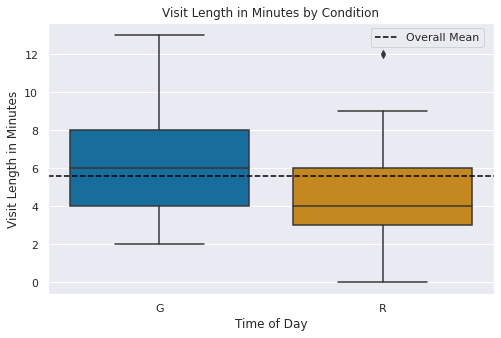 Visit Length in Minutes by Condition
Overall Mean
Visit Length in Minutes
12
10
8
6
4
2
0
G R
Time of Day